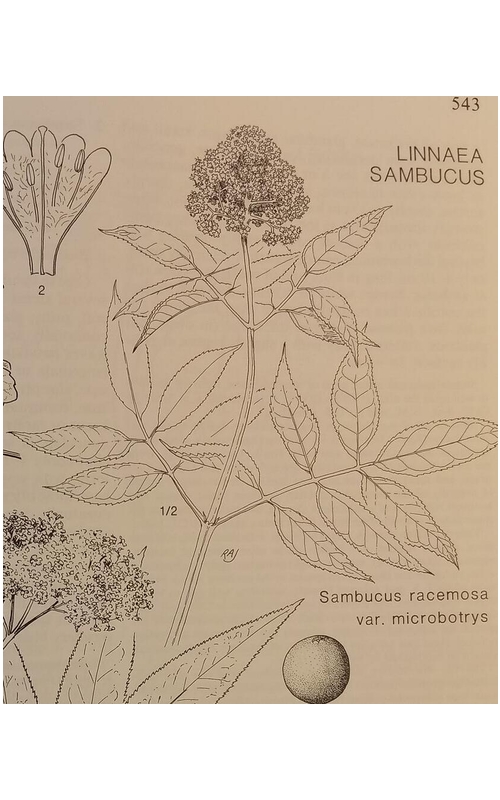 543
LINNAEA
SAMBUCUS
2
1/2
RAJ
Sambucus racemosa
var. microbotrys